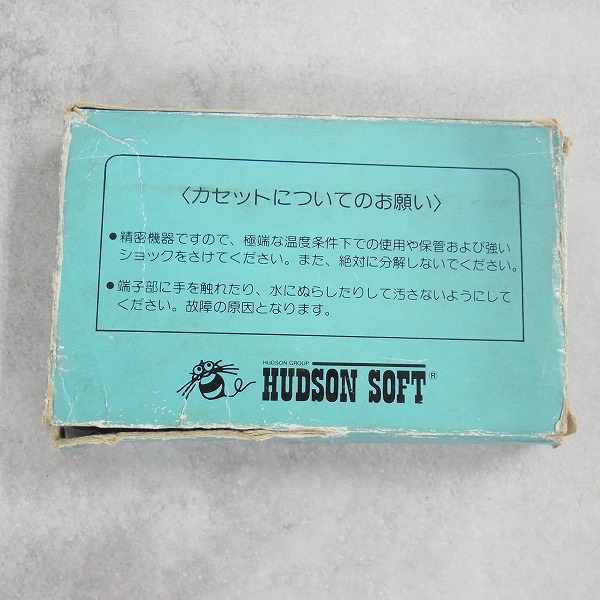 〈カセットについてのお願い〉
●精密機器ですので、極端な温度条件下での使用や保管および強い
ショックをさけてください。また、絶対に分解しないでください。
●端子部に手を触れたり、水にぬらしたりして汚さないようにして
ください。故障の原因となります。
HUDSON GROUP
HUDSON SOFT®